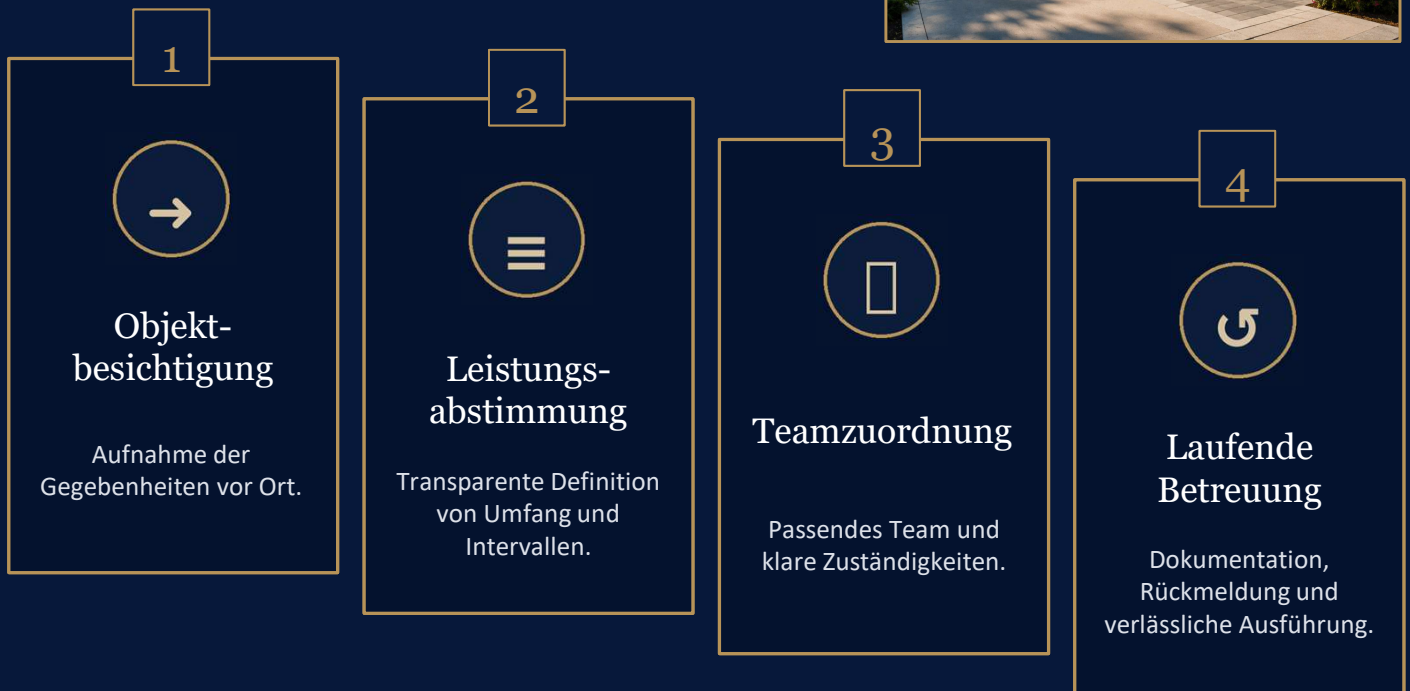 1
Objekt-
besichtigung
Aufnahme der
Gegebenheiten vor Ort.
2
Leistungs-
abstimmung
Transparente Definition
von Umfang und
Intervallen.
3
Teamzuordnung
Passendes Team und
klare Zuständigkeiten.
4
Laufende
Betreuung
Dokumentation,
Rückmeldung und
verlässliche Ausführung.